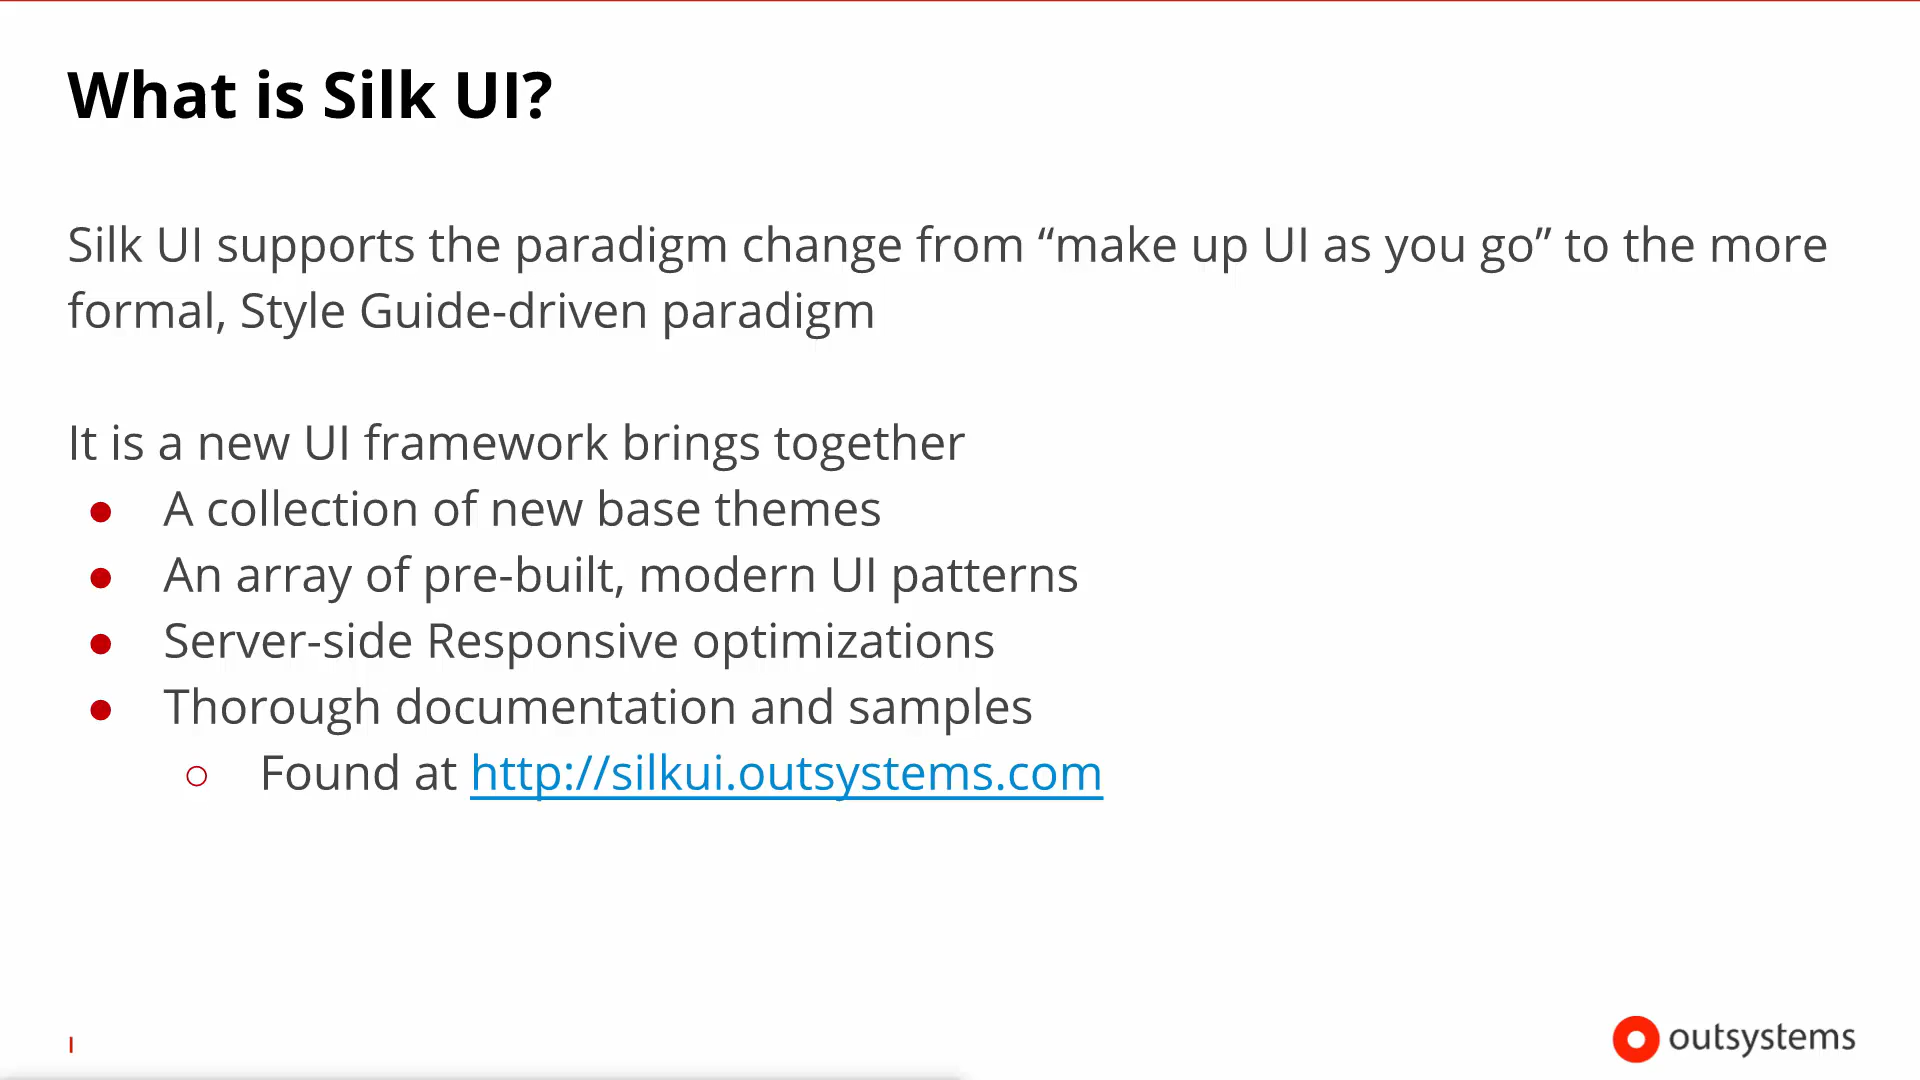 What is Silk UI?
Silk UI supports the paradigm change from “make up UI as you go” to the more
formal, Style Guide-driven paradigm
It is a new UI framework brings together
● A collection of new base themes
● An array of pre-built, modern UI patterns
● Server-side Responsive optimizations
● Thorough documentation and samples
○ Found at http://silkui.outsystems.com
I
outsystems